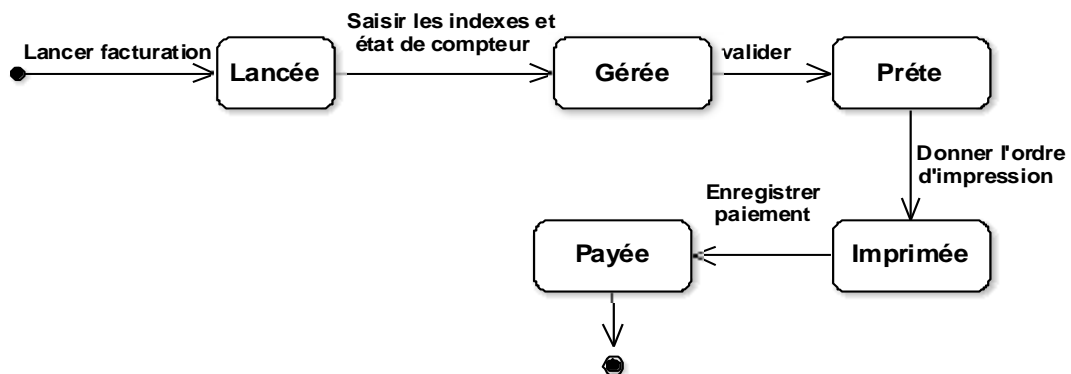 Lancer facturation
Lancée
Saisir les indexes et
état de compteur
Gérée
valider
Préte
Donner l'ordre
d'impression
Imprimée
Enregistrer
paiement
Payée